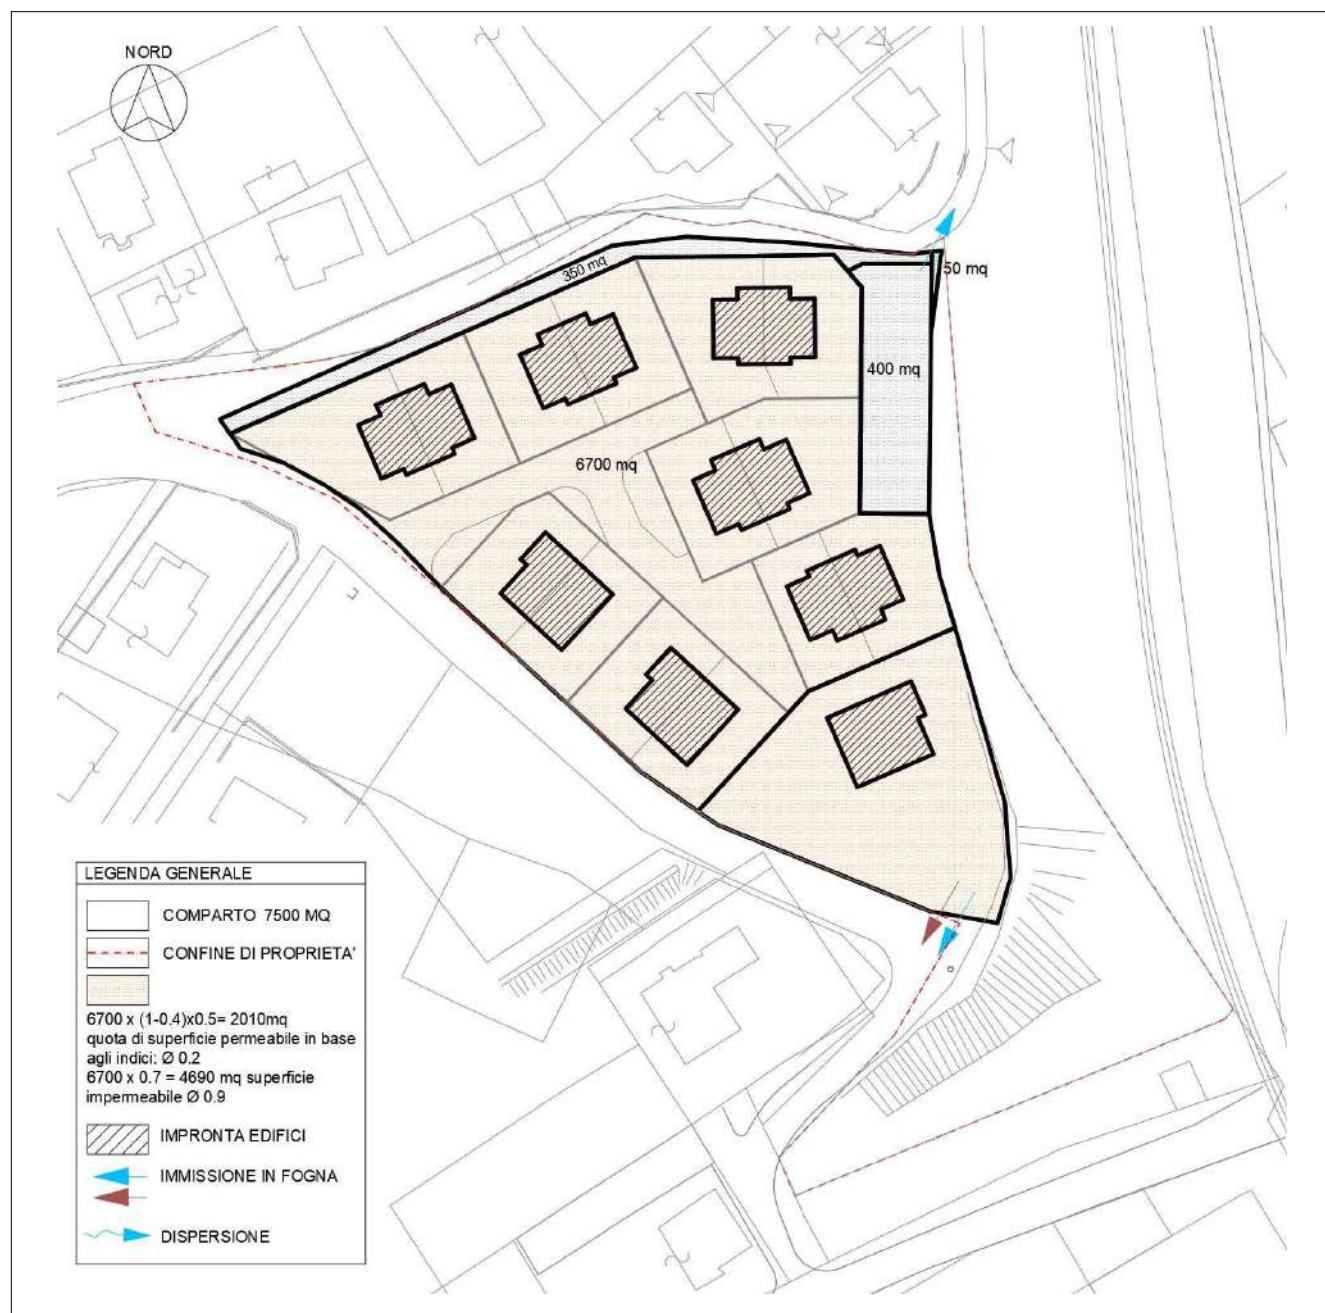 NORD
350 mq
50 mq
400 mq
6700 mq
LEGENDA GENERALE
COMPARTO 7500 MQ
CONFINE DI PROPRIETA'
6700 x (1-0.4)x0.5= 2010mq
quota di superficie permeabile in base
agli indici: Ø 0.2
6700 x 0.7 = 4690 mq superficie
impermeabile Ø 0.9
IMPRONTA EDIFICI
IMMISSIONE IN FOGNA
DISPERSIONE